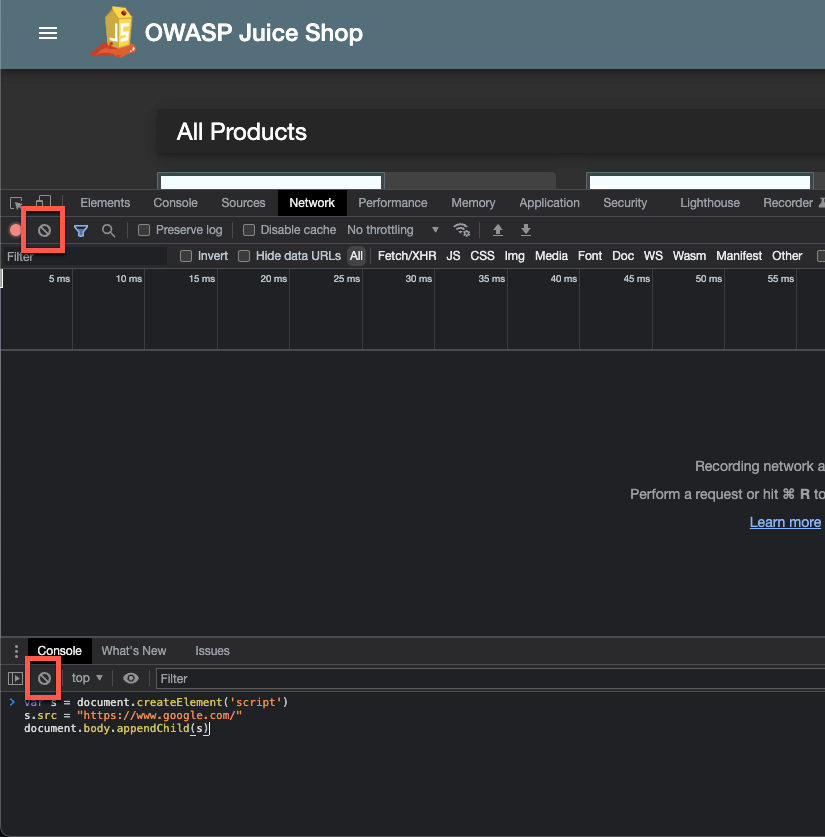 JS
OWASP Juice Shop
All Products
Elements Console Sources Network Performance Memory Application Security Lighthouse Recorder
Preserve log Disable cache No throttling
Filter Invert Hide data URLs All Fetch/XHR JS CSS Img Media Font Doc WS Wasm Manifest Other
5 ms 10 ms 15 ms 20 ms 25 ms 30 ms 35 ms 40 ms 45 ms 50 ms 55 ms
Recording network a
Perform a request or hit ⌘ R to
Learn more
Console What's New Issues
top Filter
var s = document.createElement('script')
s.src = "https://www.google.com/"
document.body.appendChild(s)